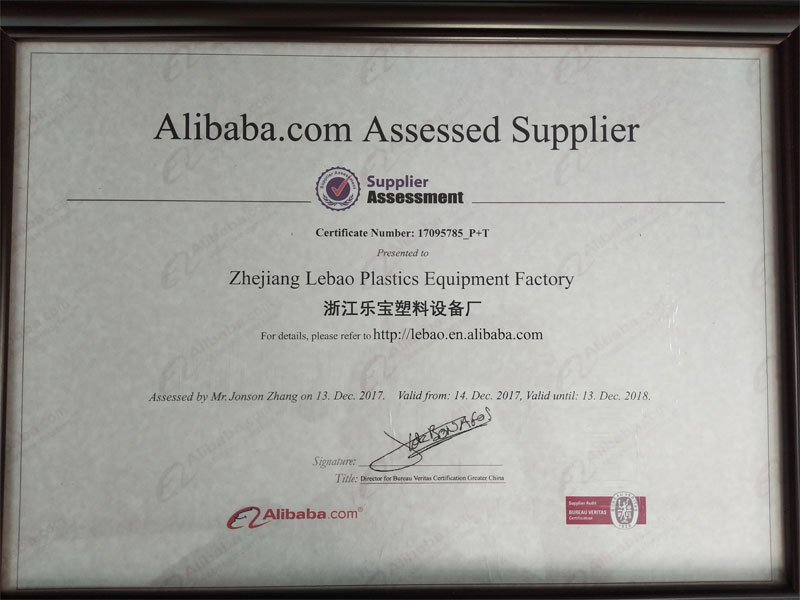 Alibaba.com Assessed Supplier
Supplier
Assessment
Certificate Number: 17095785_P+T
Presented to
Zhejiang Lebao Plastics Equipment Factory
浙江乐宝塑料设备厂
For details, please refer to http://lebao.en.alibaba.com
Assessed by Mr. Jonson Zhang on 13. Dec. 2017. Valid from: 14. Dec. 2017, Valid until: 13. Dec. 2018.
Signature:
Title: Director for Bureau Veritas Certification Greater China
Alibaba.com®
Supplier Audit
BUREAU VERITAS
Certification